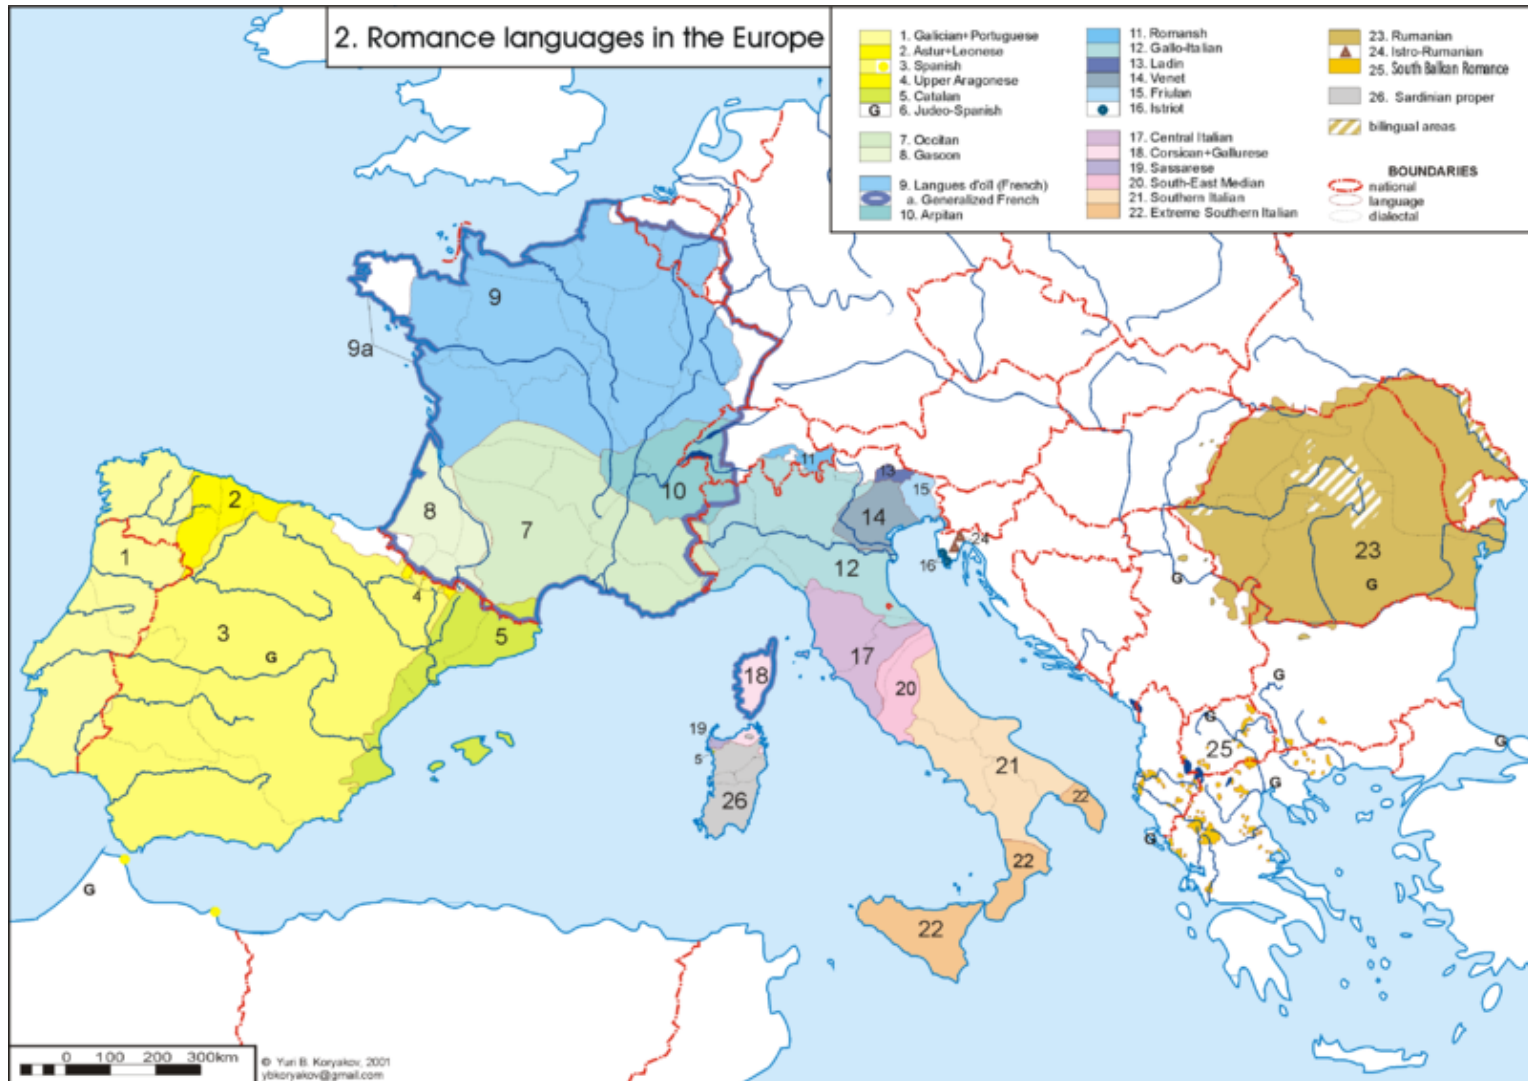 2. Romance languages in the Europe
1. Galician+Portuguese
2. Astur+Leonese
3. Spanish
4. Upper Aragonese
5. Catalan
G 6. Judeo-Spanish
7. Occitan
8. Gascon
9. Langues d'oïl (French)
a. Generalized French
10. Arpitan
11. Romansh
12. Gallo-Italian
13. Ladin
14. Venet
15. Friulan
16. Istriot
17. Central Italian
18. Corsican+Gallurese
19. Sassarese
20. South-East Median
21. Southern Italian
22. Extreme Southern Italian
23. Rumanian
24. Istro-Rumanian
25. South Balkan Romance
26. Sardinian proper
bilingual areas
BOUNDARIES
national
language
dialectal
9
9a
11
13
15
10
2
8
7
14
24
16
12
23
G
G
1
4
3
5
G
17
18
20
G
19
5
G
25
G
G
21
26
22
G
22
G
22
0 100 200 300km
© Yuri B. Koryakov, 2001
ybkoryakov@gmail.com